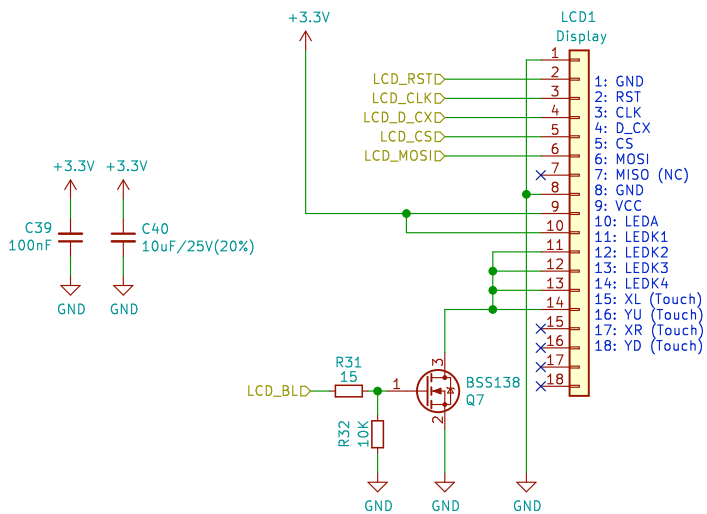 +3.3V
LCD1
Display
LCD_RST
LCD_CLK
LCD_D_CX
LCD_CS
LCD_MOSI
1
2
3
4
5
6
7
8
9
10
11
12
13
14
15
16
17
18
1: GND
2: RST
3: CLK
4: D_CX
5: CS
6: MOSI
7: MISO (NC)
8: GND
9: VCC
10: LEDA
11: LEDK1
12: LEDK2
13: LEDK3
14: LEDK4
15: XL (Touch)
16: YU (Touch)
17: XR (Touch)
18: YD (Touch)
+3.3V
+3.3V
C39
100nF
C40
10uF/25V(20%)
GND
GND
LCD_BL
R31
15
R32
10K
1
3
2
BSS138
Q7
GND
GND
GND